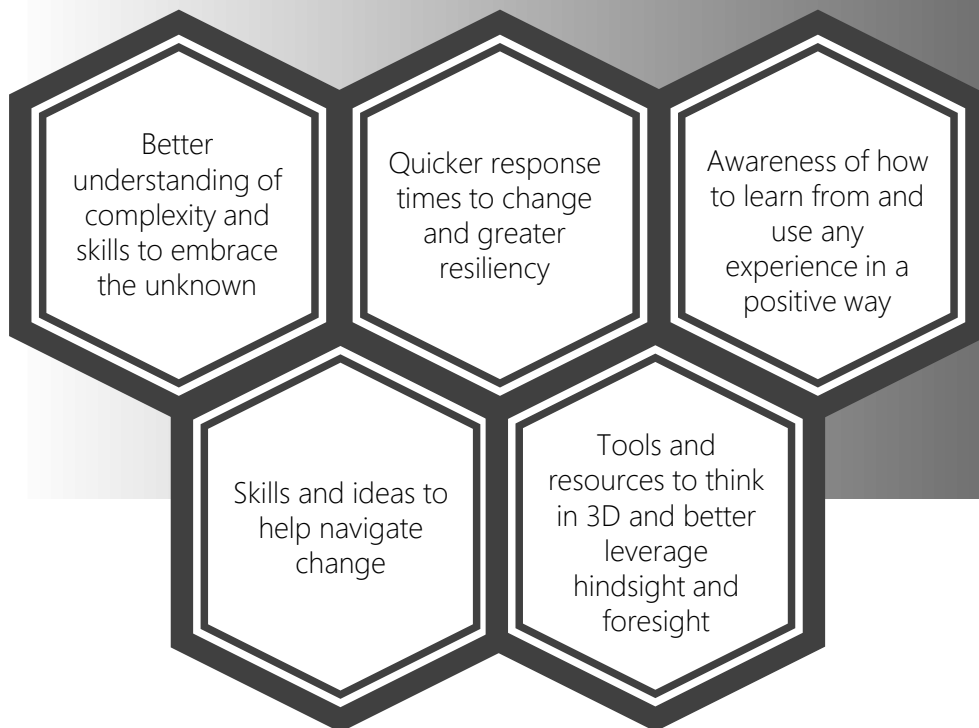 Better
understanding of
complexity and
skills to embrace
the unknown
Quicker response
times to change
and greater
resiliency
Awareness of how
to learn from and
use any
experience in a
positive way
Skills and ideas to
help navigate
change
Tools and
resources to think
in 3D and better
leverage
hindsight and
foresight